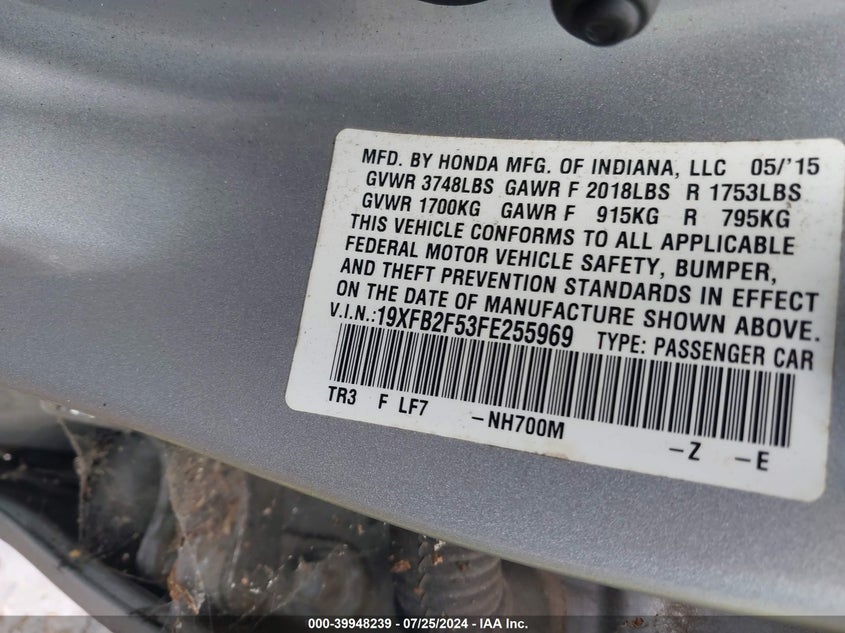 MFD. BY HONDA MFG. OF INDIANA, LLC 05/'15
GVWR 3748LBS GAWR F 2018LBS R 1753LBS
GVWR 1700KG GAWR F 915KG R 795KG
THIS VEHICLE CONFORMS TO ALL APPLICABLE
FEDERAL MOTOR VEHICLE SAFETY, BUMPER,
AND THEFT PREVENTION STANDARDS IN EFFECT
ON THE DATE OF MANUFACTURE SHOWN ABOVE.
V.I.N.:19XFB2F53FE255969 TYPE: PASSENGER CAR
TR3 F LF7 -NH700M -Z -E
000-39948239 - 07/25/2024 - IAA Inc.